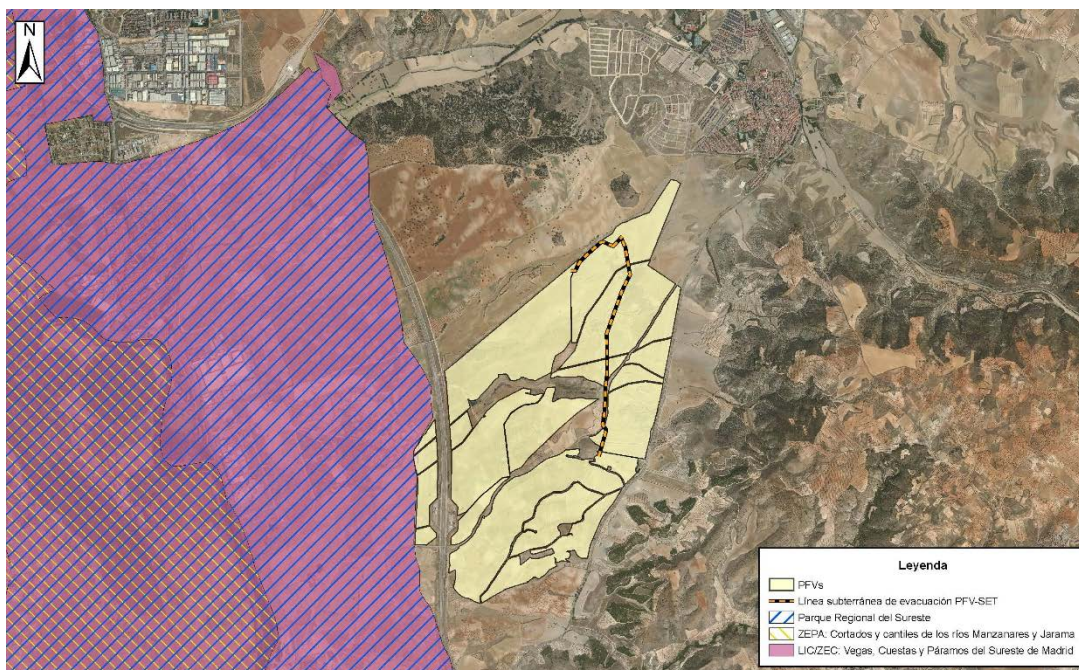 N
Leyenda
PFVs
Línea subterránea de evacuación PFV-SET
Parque Regional del Sureste
ZEPA: Cortados y cantiles de los ríos Manzanares y Jarama
LIC/ZEC: Vegas, Cuestas y Páramos del Sureste de Madrid